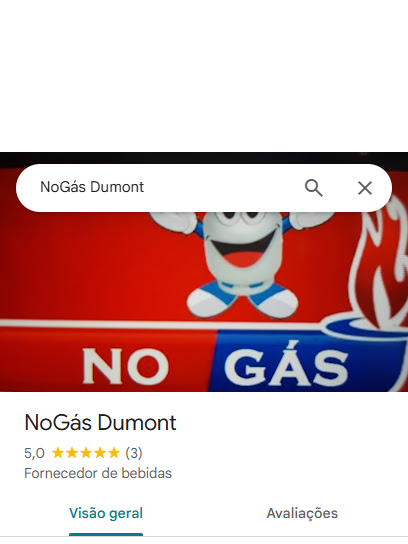 NoGás Dumont
NO GÁS
NoGás Dumont
5,0 (3)
Fornecedor de bebidas
Visão geral Avaliações